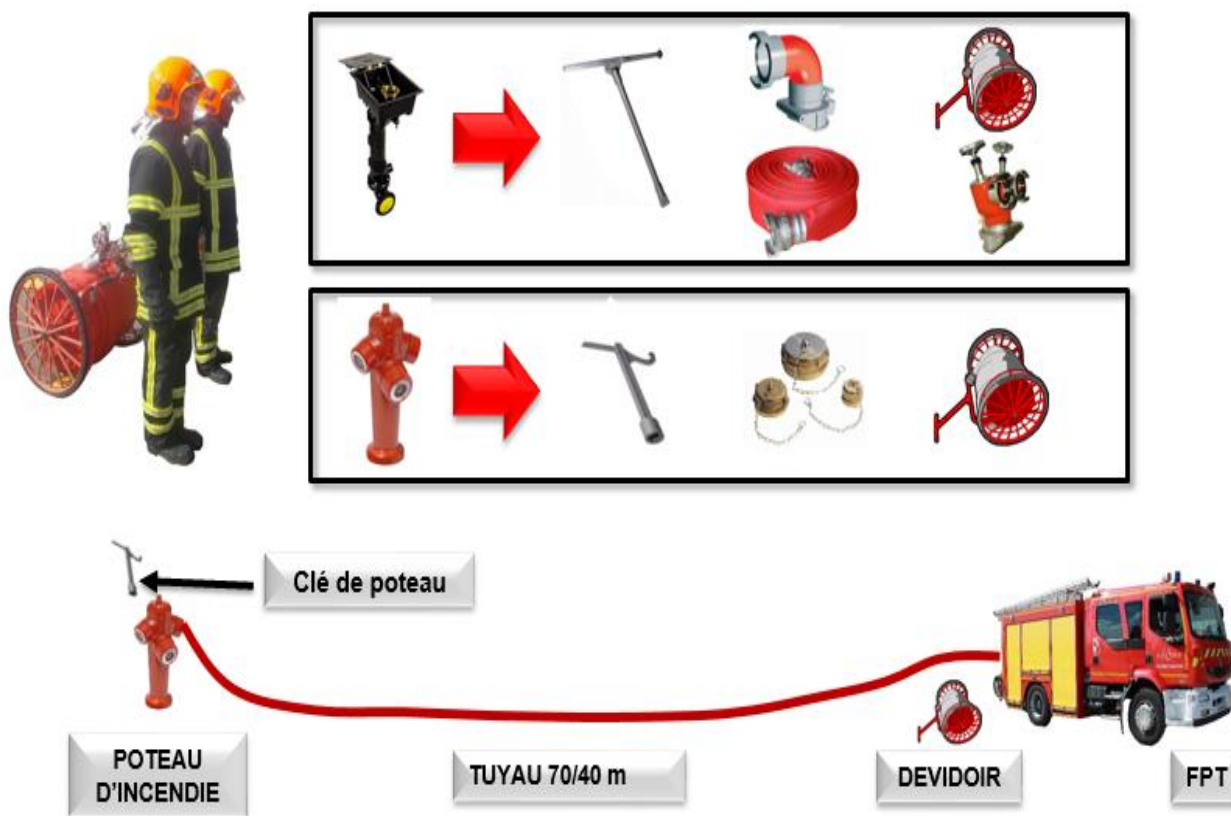 Clé de poteau
POTEAU
D'INCENDIE
TUYAU 70/40 m
DEVIDOIR
FPT